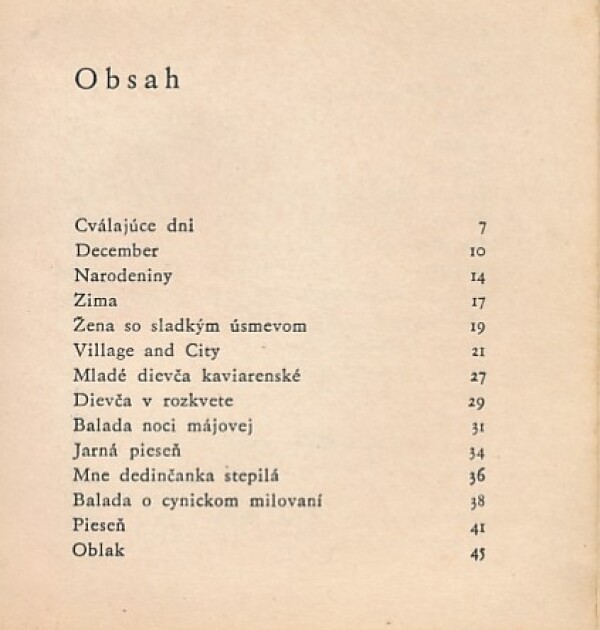 Obsah
Cválajúce dni 7
December 10
Narodeniny 14
Zima 17
Žena so sladkým úsmevom 19
Village and City 21
Mladé dievča kaviarenské 27
Dievča v rozkvete 29
Balada noci májovej 31
Jarná pieseň 34
Mne dedinčanka stepilá 36
Balada o cynickom milovaní 38
Pieseň 41
Oblak 45